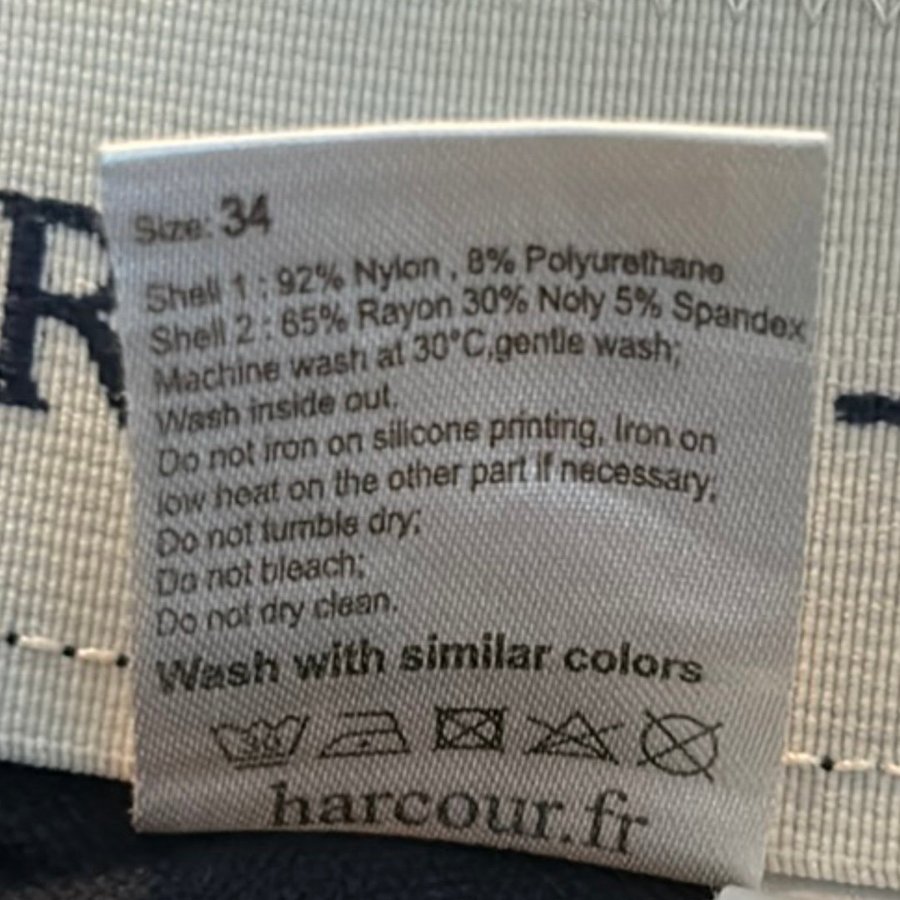 R
Size: 34
Shell 1 : 92% Nylon , 8% Polyurethane
Shell 2 : 65% Rayon 30% Noly 5% Spandex
Machine wash at 30°C,gentle wash;
Wash inside out.
Do not iron on silicone printing, Iron on
low heat on the other part if necessary;
Do not tumble dry;
Do not bleach;
Do not dry clean.
Wash with similar colors
30
harcour.fr